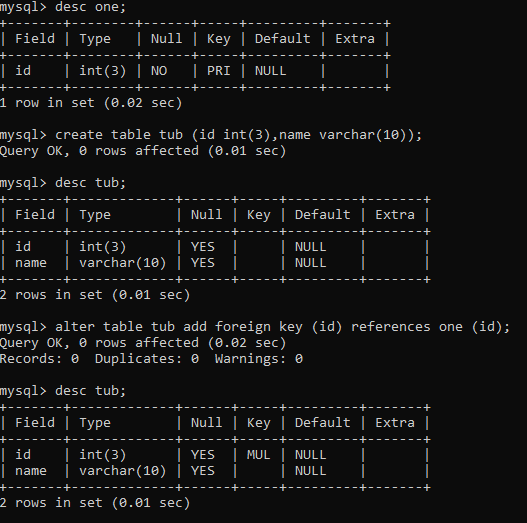 mysql> desc one;
+-------+--------+------+-----+---------+-------+
| Field | Type   | Null | Key | Default | Extra |
+-------+--------+------+-----+---------+-------+
| id    | int(3) | NO   | PRI | NULL    |       |
+-------+--------+------+-----+---------+-------+
1 row in set (0.02 sec)
mysql> create table tub (id int(3),name varchar(10));
Query OK, 0 rows affected (0.01 sec)
mysql> desc tub;
+-------+-------------+------+-----+---------+-------+
| Field | Type        | Null | Key | Default | Extra |
+-------+-------------+------+-----+---------+-------+
| id    | int(3)      | YES  |     | NULL    |       |
| name  | varchar(10) | YES  |     | NULL    |       |
+-------+-------------+------+-----+---------+-------+
2 rows in set (0.01 sec)
mysql> alter table tub add foreign key (id) references one (id);
Query OK, 0 rows affected (0.02 sec)
Records: 0  Duplicates: 0  Warnings: 0
mysql> desc tub;
+-------+-------------+------+-----+---------+-------+
| Field | Type        | Null | Key | Default | Extra |
+-------+-------------+------+-----+---------+-------+
| id    | int(3)      | YES  | MUL | NULL    |       |
| name  | varchar(10) | YES  |     | NULL    |       |
+-------+-------------+------+-----+---------+-------+
2 rows in set (0.01 sec)